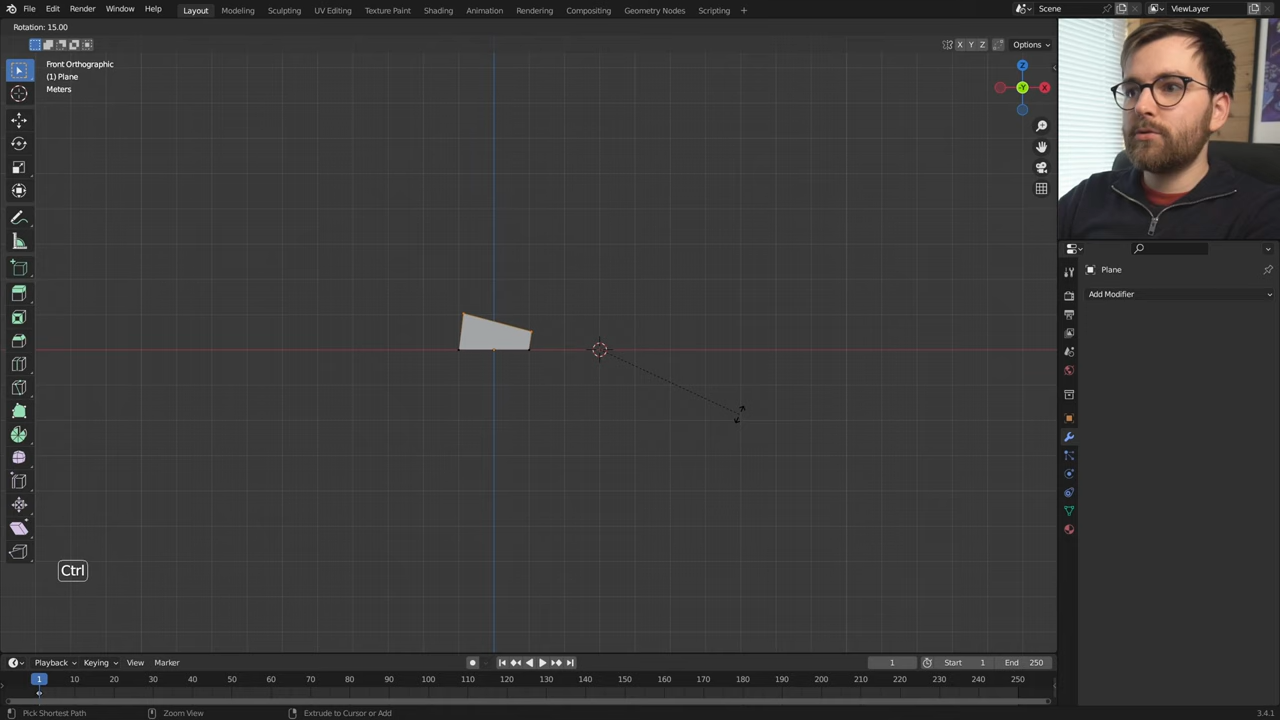 File Edit Render Window Help Layout Modeling Sculpting UV Editing Texture Paint Shading Animation Rendering Compositing Geometry Nodes Scripting + Scene ViewLayer
Rotation: 15.00
X Y Z Options
Front Orthographic
(1) Plane
Meters
Z
-Y X
Plane
Add Modifier
Ctrl
Playback Keying View Marker 1 Start 1 End 250
1 10 20 30 40 50 60 70 80 90 100 110 120 130 140 150 160 170 180 190 200 210 220 230 240 250
Pick Shortest Path Zoom View Extrude to Cursor or Add 3.4.1